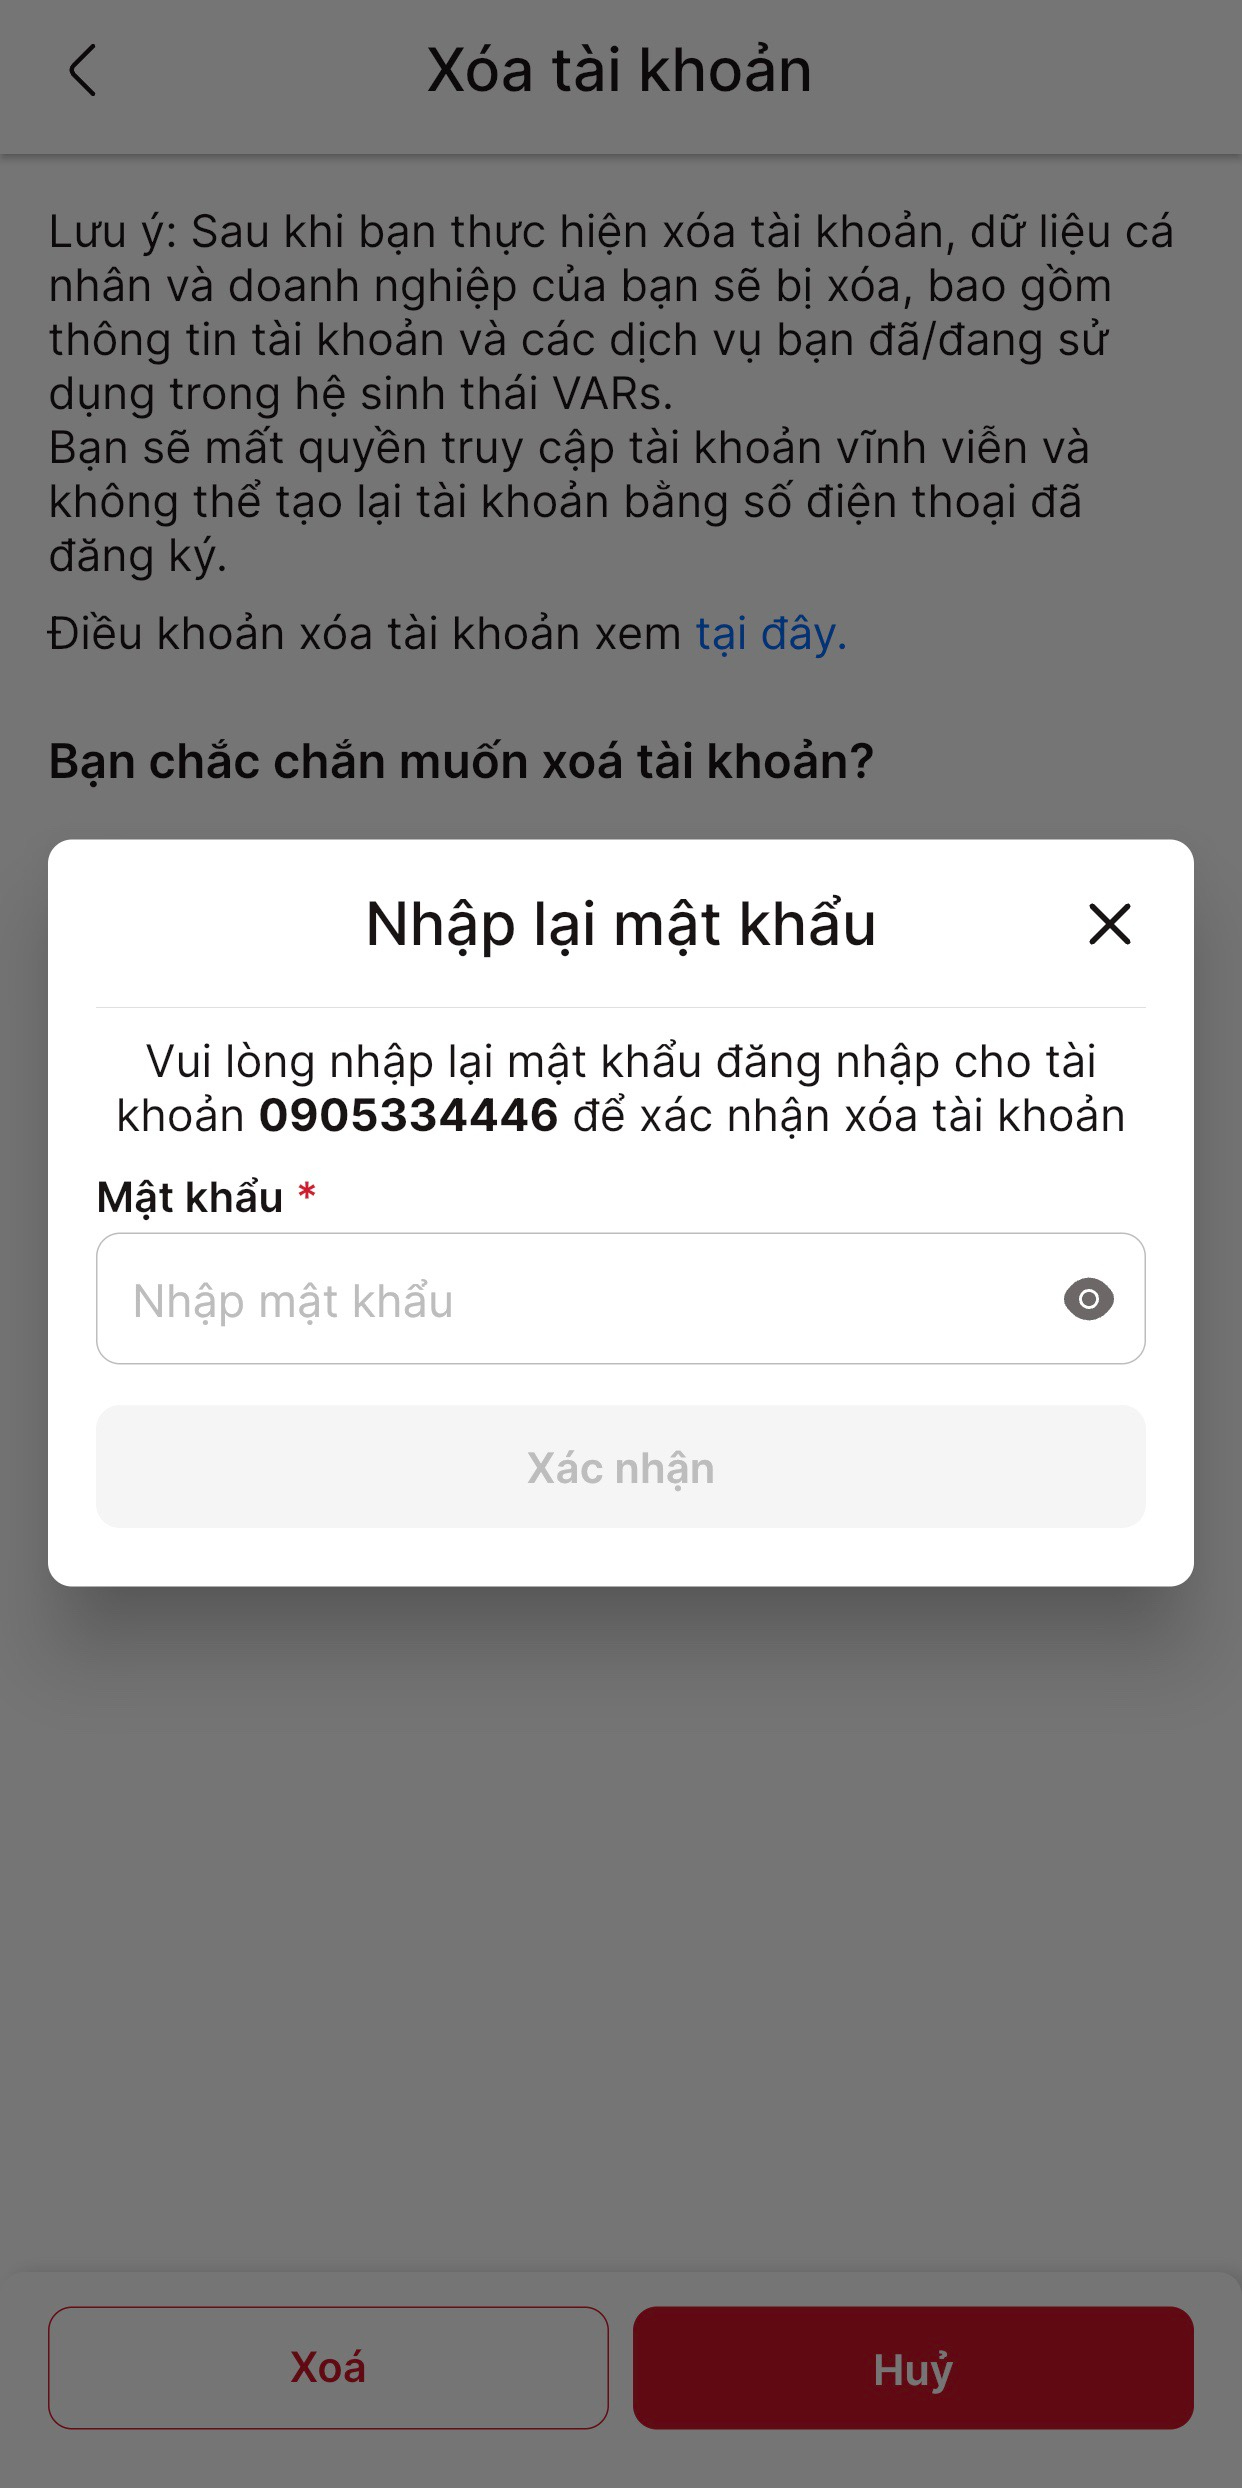 Xóa tài khoản
Lưu ý: Sau khi bạn thực hiện xóa tài khoản, dữ liệu cá
nhân và doanh nghiệp của bạn sẽ bị xóa, bao gồm
thông tin tài khoản và các dịch vụ bạn đã/đang sử
dụng trong hệ sinh thái VARs.
Bạn sẽ mất quyền truy cập tài khoản vĩnh viễn và
không thể tạo lại tài khoản bằng số điện thoại đã
đăng ký.
Điều khoản xóa tài khoản xem tại đây.
Bạn chắc chắn muốn xoá tài khoản?
Nhập lại mật khẩu
Vui lòng nhập lại mật khẩu đăng nhập cho tài
khoản 0905334446 để xác nhận xóa tài khoản
Mật khẩu *
Nhập mật khẩu
Xác nhận
Xoá
Huỷ